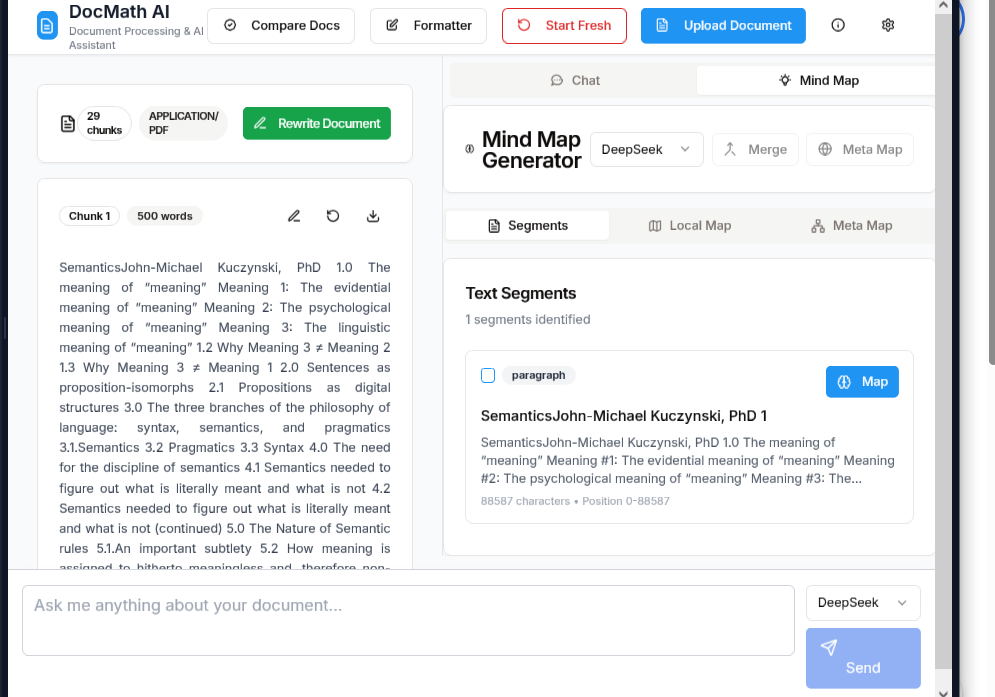 DocMath AI
Document Processing & AI
Assistant
Compare Docs
Formatter
Start Fresh
Upload Document
Chat
Mind Map
29
chunks
APPLICATION/
PDF
Rewrite Document
Mind Map
Generator
DeepSeek
Merge
Meta Map
Segments
Local Map
Meta Map
Chunk 1
500 words
SemanticsJohn-Michael Kuczynski, PhD 1.0 The
meaning of “meaning” Meaning 1: The evidential
meaning of “meaning” Meaning 2: The psychological
meaning of “meaning” Meaning 3: The linguistic
meaning of “meaning” 1.2 Why Meaning 3 ≠ Meaning 2
1.3 Why Meaning 3 ≠ Meaning 1 2.0 Sentences as
proposition-isomorphs 2.1 Propositions as digital
structures 3.0 The three branches of the philosophy of
language: syntax, semantics, and pragmatics
3.1.Semantics 3.2 Pragmatics 3.3 Syntax 4.0 The need
for the discipline of semantics 4.1 Semantics needed to
figure out what is literally meant and what is not 4.2
Semantics needed to figure out what is literally meant
and what is not (continued) 5.0 The Nature of Semantic
rules 5.1.An important subtlety 5.2 How meaning is
assigned to hitherto meaningless and, therefore non-
Text Segments
1 segments identified
paragraph
Map
SemanticsJohn-Michael Kuczynski, PhD 1
SemanticsJohn-Michael Kuczynski, PhD 1.0 The meaning of
“meaning” Meaning #1: The evidential meaning of “meaning” Meaning
#2: The psychological meaning of “meaning” Meaning #3: The...
88587 characters • Position 0-88587
Ask me anything about your document...
DeepSeek
Send